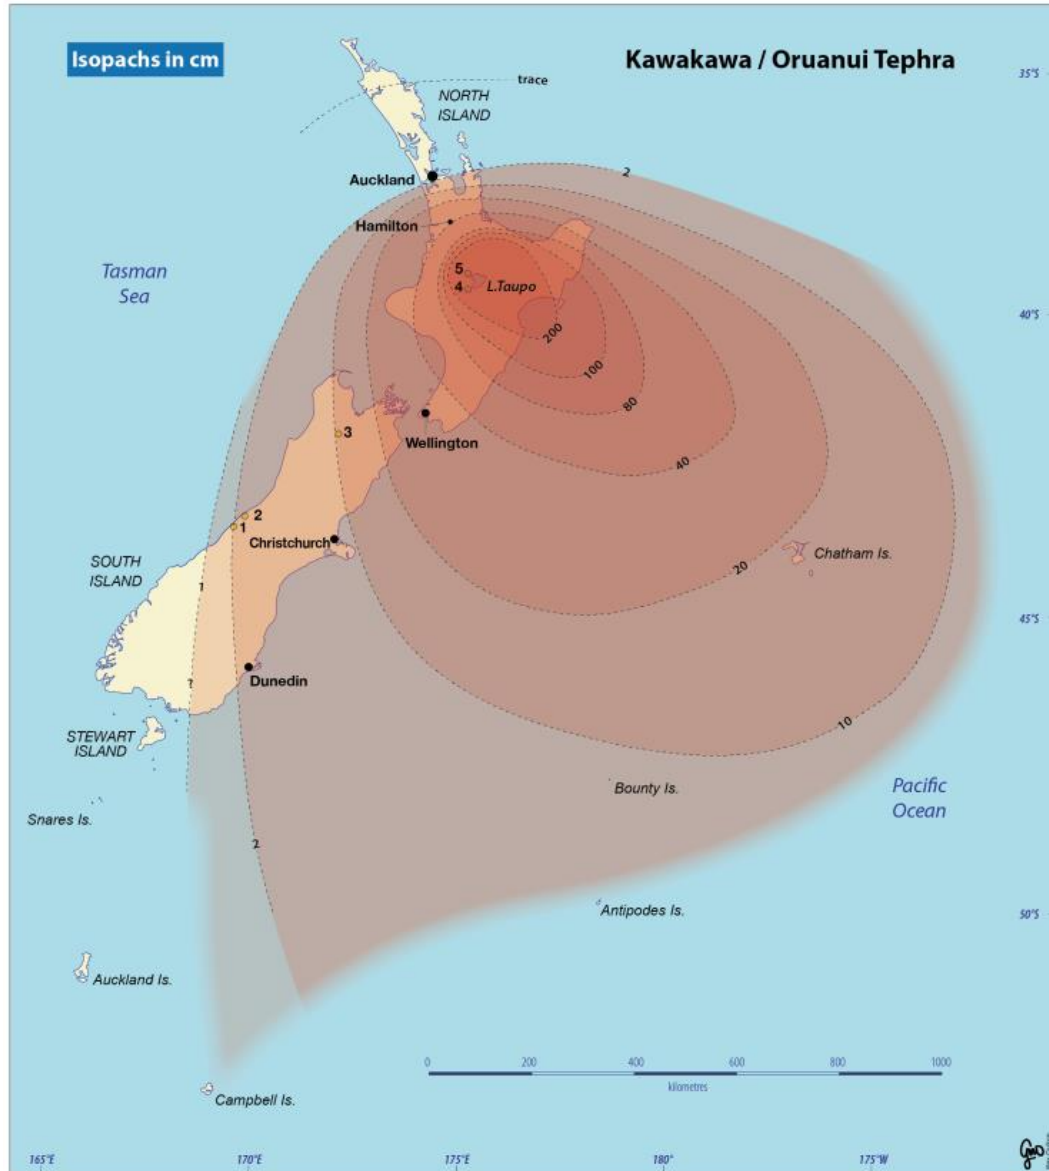 Isopachs in cm
Kawakawa / Oruanui Tephra
35°S
trace
NORTH
ISLAND
2
Auckland
Hamilton
Tasman
Sea
5
4
L.Taupo
40°S
200
100
80
3
Wellington
40
2
1
Christchurch
Chatham Is.
SOUTH
ISLAND
20
1
45°S
?
Dunedin
10
STEWART
ISLAND
Bounty Is.
Pacific
Ocean
Snares Is.
2
Antipodes Is.
50°S
Auckland Is.
0
200
400
600
800
1000
kilometres
Campbell Is.
165°E
170°E
175°E
180°
175°W